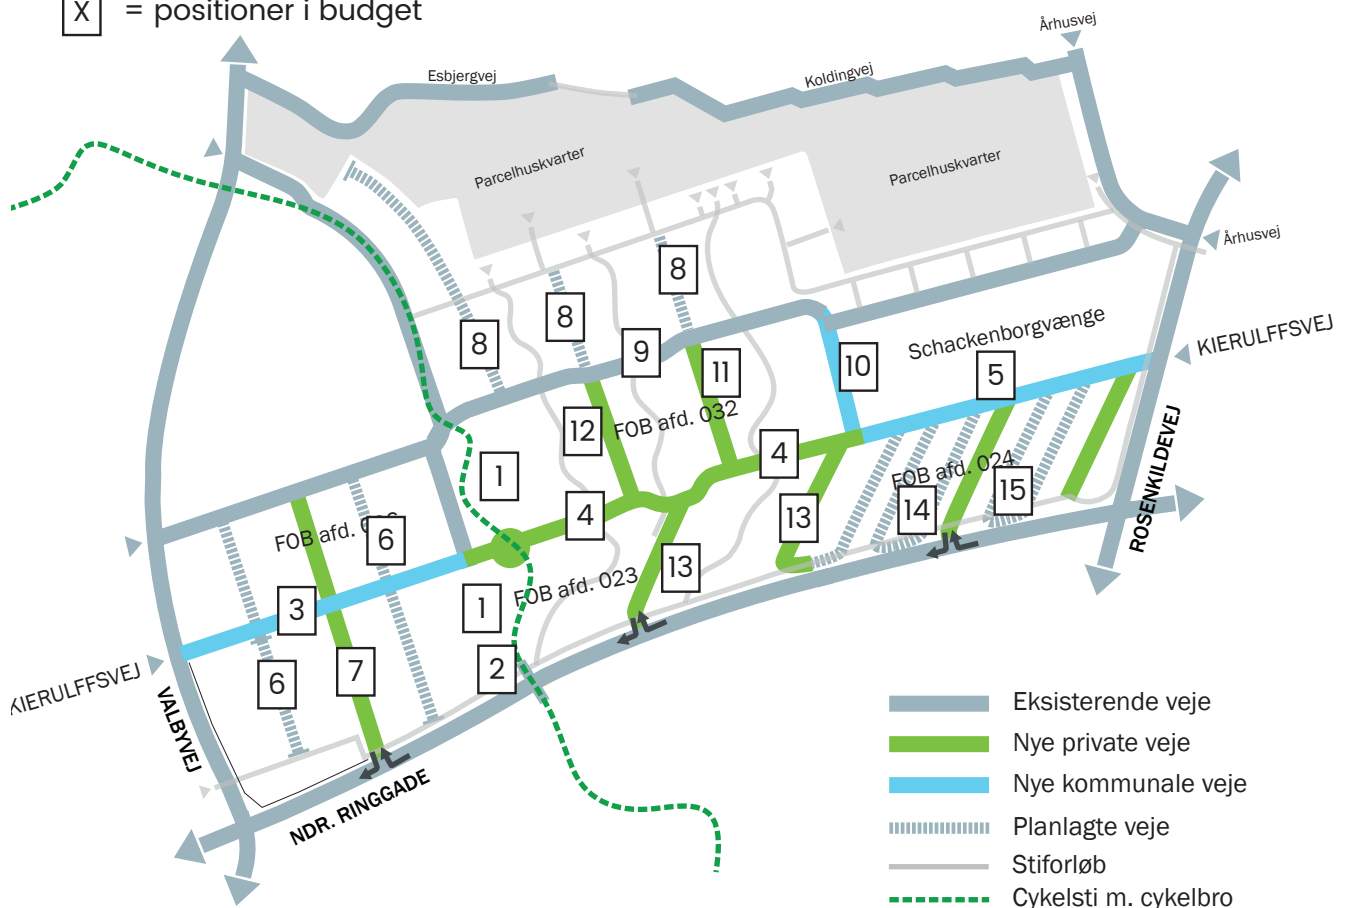 X = positioner i budget
Århusvej
Esbjergvej
Koldingvej
Parcelhuskvarter
Parcelhuskvarter
Århusvej
8
8
8
9
Schackenborgvænge
KIERULFFSVEJ
10
11
5
12
FOB afd. 032
4
1
FOB afd. 024
15
14
13
4
ROSENKILDEVEJ
FOB afd.
6
13
FOB afd. 023
3
1
KIERULFFSVEJ
6
7
2
VALBYVEJ
NDR. RINGGADE
Eksisterende veje
Nye private veje
Nye kommunale veje
Planlagte veje
Stiforløb
Cykelsti m. cykelbro